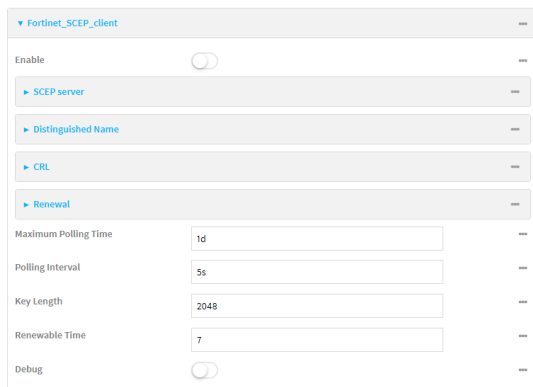 Fortinet_SCEP_client
Enable
SCEP server
Distinguished Name
CRL
Renewal
Maximum Polling Time 1d
Polling Interval 5s
Key Length 2048
Renewable Time 7
Debug